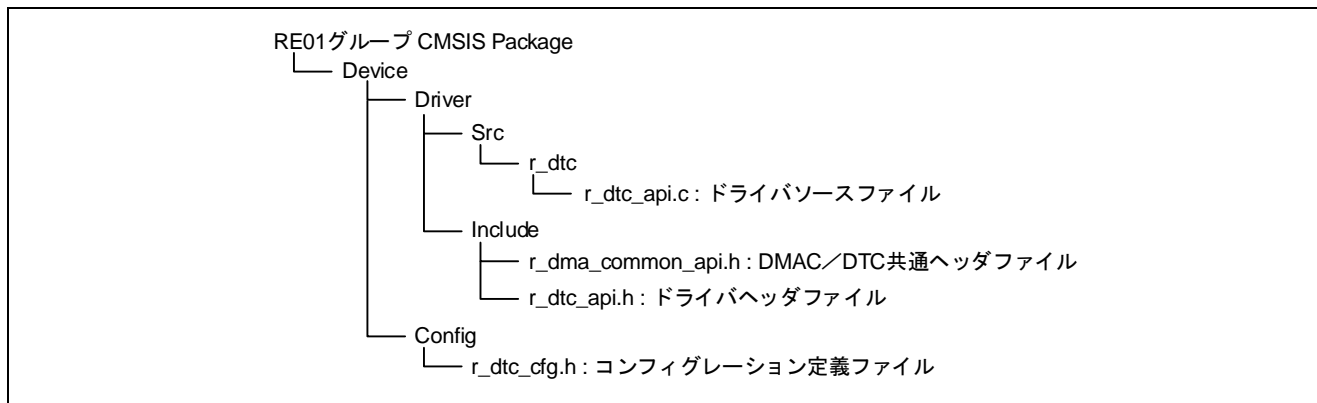 RE01グループ CMSIS Package
Device
Driver
Src
r_dtc
r_dtc_api.c : ドライバソースファイル
Include
r_dma_common_api.h : DMAC／DTC共通ヘッダファイル
r_dtc_api.h : ドライバヘッダファイル
Config
r_dtc_cfg.h : コンフィグレーション定義ファイル